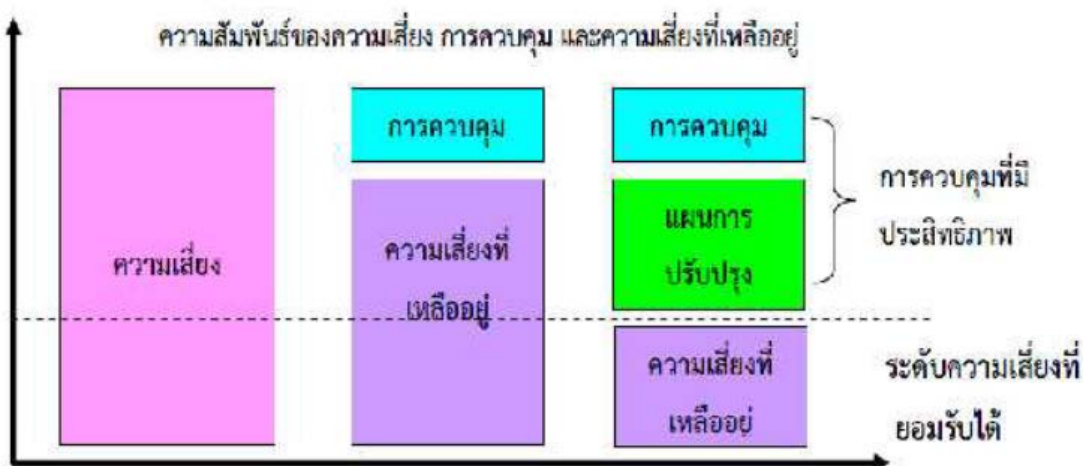 ความสัมพันธ์ของความเสี่ยง การควบคุม และความเสี่ยงที่เหลืออยู่
ความเสี่ยง
การควบคุม
ความเสี่ยงที่
เหลืออยู่
การควบคุม
แผนการ
ปรับปรุง
ความเสี่ยงที่
เหลืออยู่
การควบคุมที่มี
ประสิทธิภาพ
ระดับความเสี่ยงที่
ยอมรับได้